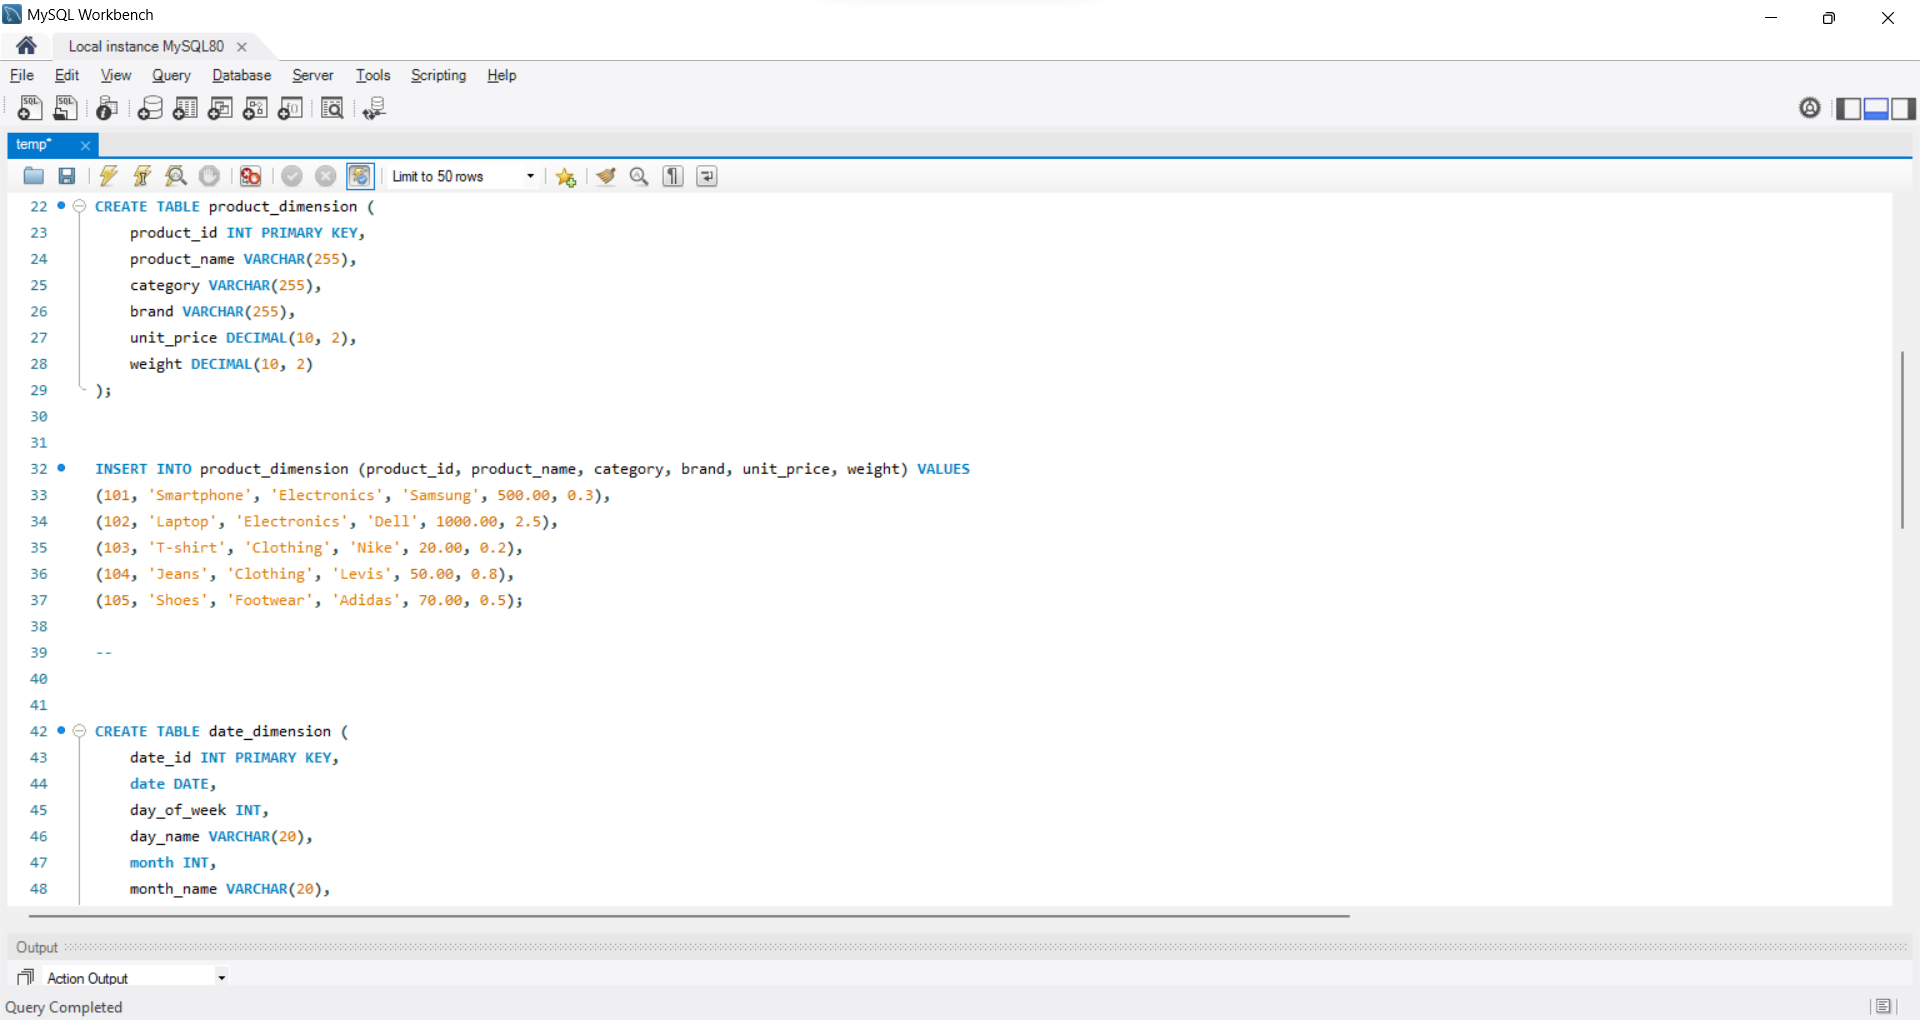 MySQL Workbench
Local instance MySQL80
File Edit View Query Database Server Tools Scripting Help
temp*
Limit to 50 rows
22 CREATE TABLE product_dimension (
23 product_id INT PRIMARY KEY,
24 product_name VARCHAR(255),
25 category VARCHAR(255),
26 brand VARCHAR(255),
27 unit_price DECIMAL(10, 2),
28 weight DECIMAL(10, 2)
29 );
30
31
32 INSERT INTO product_dimension (product_id, product_name, category, brand, unit_price, weight) VALUES
33 (101, 'Smartphone', 'Electronics', 'Samsung', 500.00, 0.3),
34 (102, 'Laptop', 'Electronics', 'Dell', 1000.00, 2.5),
35 (103, 'T-shirt', 'Clothing', 'Nike', 20.00, 0.2),
36 (104, 'Jeans', 'Clothing', 'Levis', 50.00, 0.8),
37 (105, 'Shoes', 'Footwear', 'Adidas', 70.00, 0.5);
38
39 --
40
41
42 CREATE TABLE date_dimension (
43 date_id INT PRIMARY KEY,
44 date DATE,
45 day_of_week INT,
46 day_name VARCHAR(20),
47 month INT,
48 month_name VARCHAR(20),
Output
Action Output
Query Completed